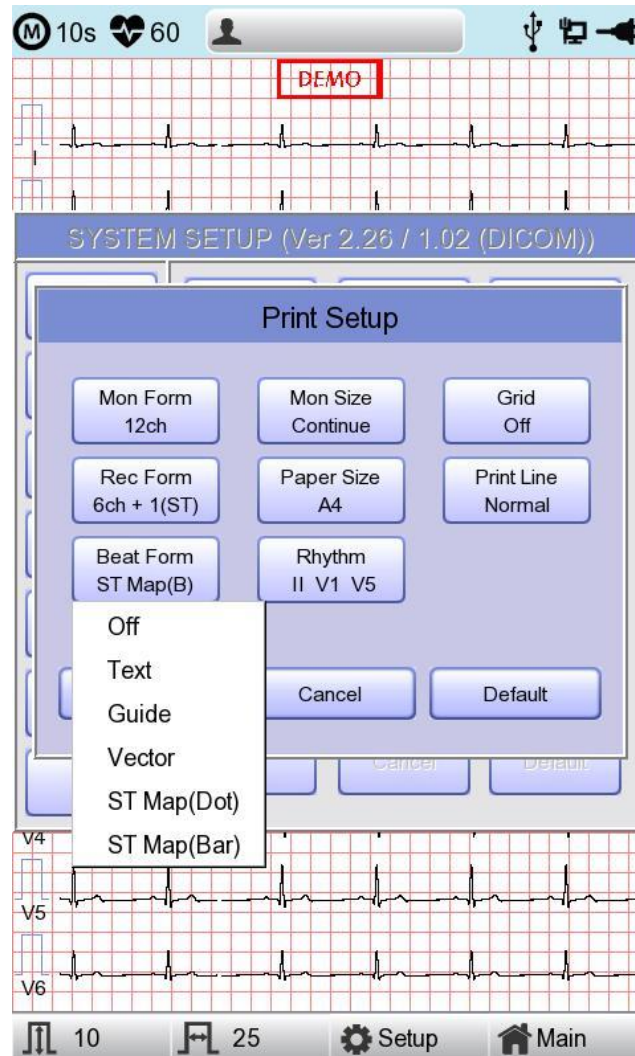 M 10s 60
DEMO
I
SYSTEM SETUP (Ver 2.26 / 1.02 (DICOM))
Print Setup
Mon Form
12ch
Mon Size
Continue
Grid
Off
Rec Form
6ch + 1(ST)
Paper Size
A4
Print Line
Normal
Beat Form
ST Map(B)
Rhythm
II V1 V5
Off
Text
Guide
Vector
ST Map(Dot)
ST Map(Bar)
Cancel
Default
Cancel
Default
V4
V5
V6
10
25
Setup
Main